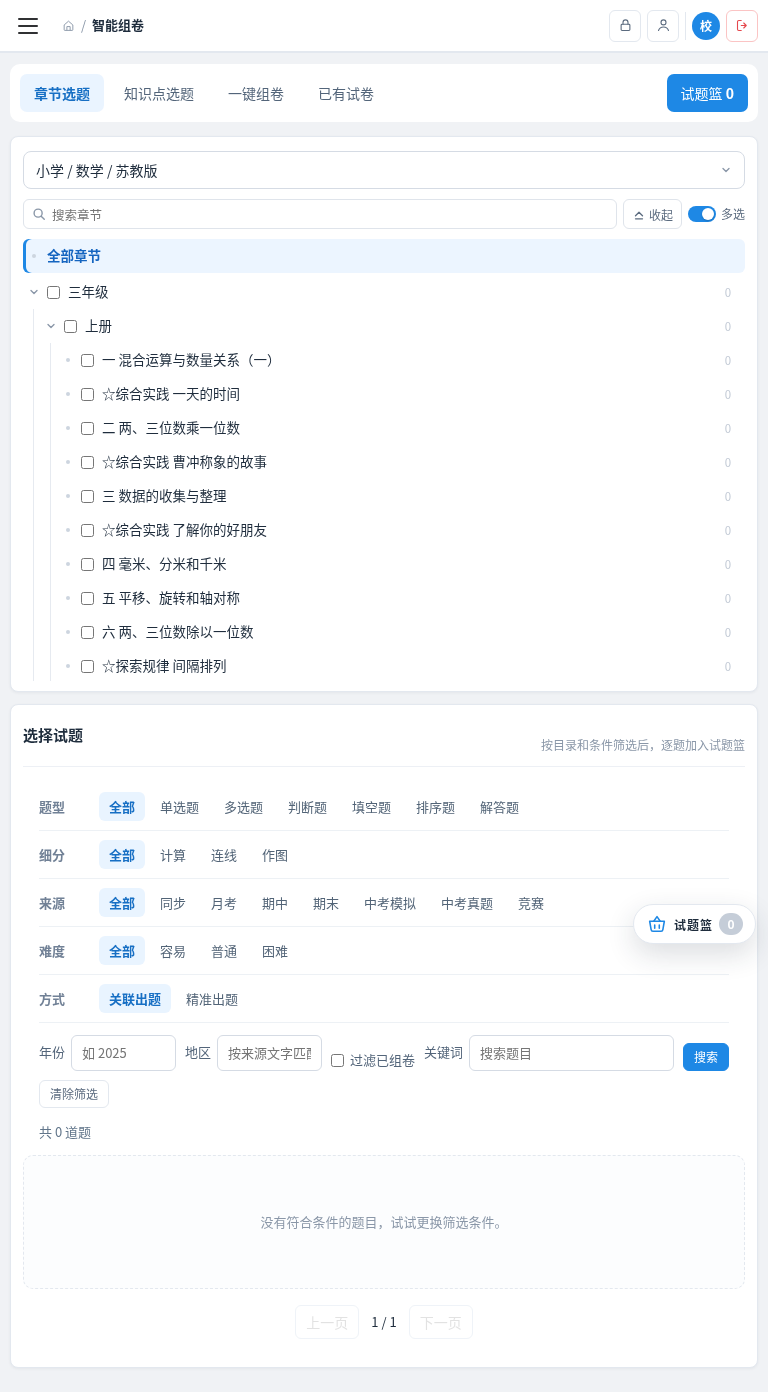 / 智能组卷
校
章节选题 知识点选题 一键组卷 已有试卷 试题篮 0
小学 / 数学 / 苏教版
搜索章节 收起 多选
全部章节
三年级 0
上册 0
一 混合运算与数量关系（一） 0
☆综合实践 一天的时间 0
二 两、三位数乘一位数 0
☆综合实践 曹冲称象的故事 0
三 数据的收集与整理 0
☆综合实践 了解你的好朋友 0
四 毫米、分米和千米 0
五 平移、旋转和轴对称 0
六 两、三位数除以一位数 0
☆探索规律 间隔排列 0
选择试题
按目录和条件筛选后，逐题加入试题篮
题型 全部 单选题 多选题 判断题 填空题 排序题 解答题
细分 全部 计算 连线 作图
来源 全部 同步 月考 期中 期末 中考模拟 中考真题 竞赛
试题篮 0
难度 全部 容易 普通 困难
方式 关联出题 精准出题
年份 如 2025 地区 按来源文字匹配 过滤已组卷 关键词 搜索题目 搜索
清除筛选
共 0 道题
没有符合条件的题目，试试更换筛选条件。
上一页 1 / 1 下一页